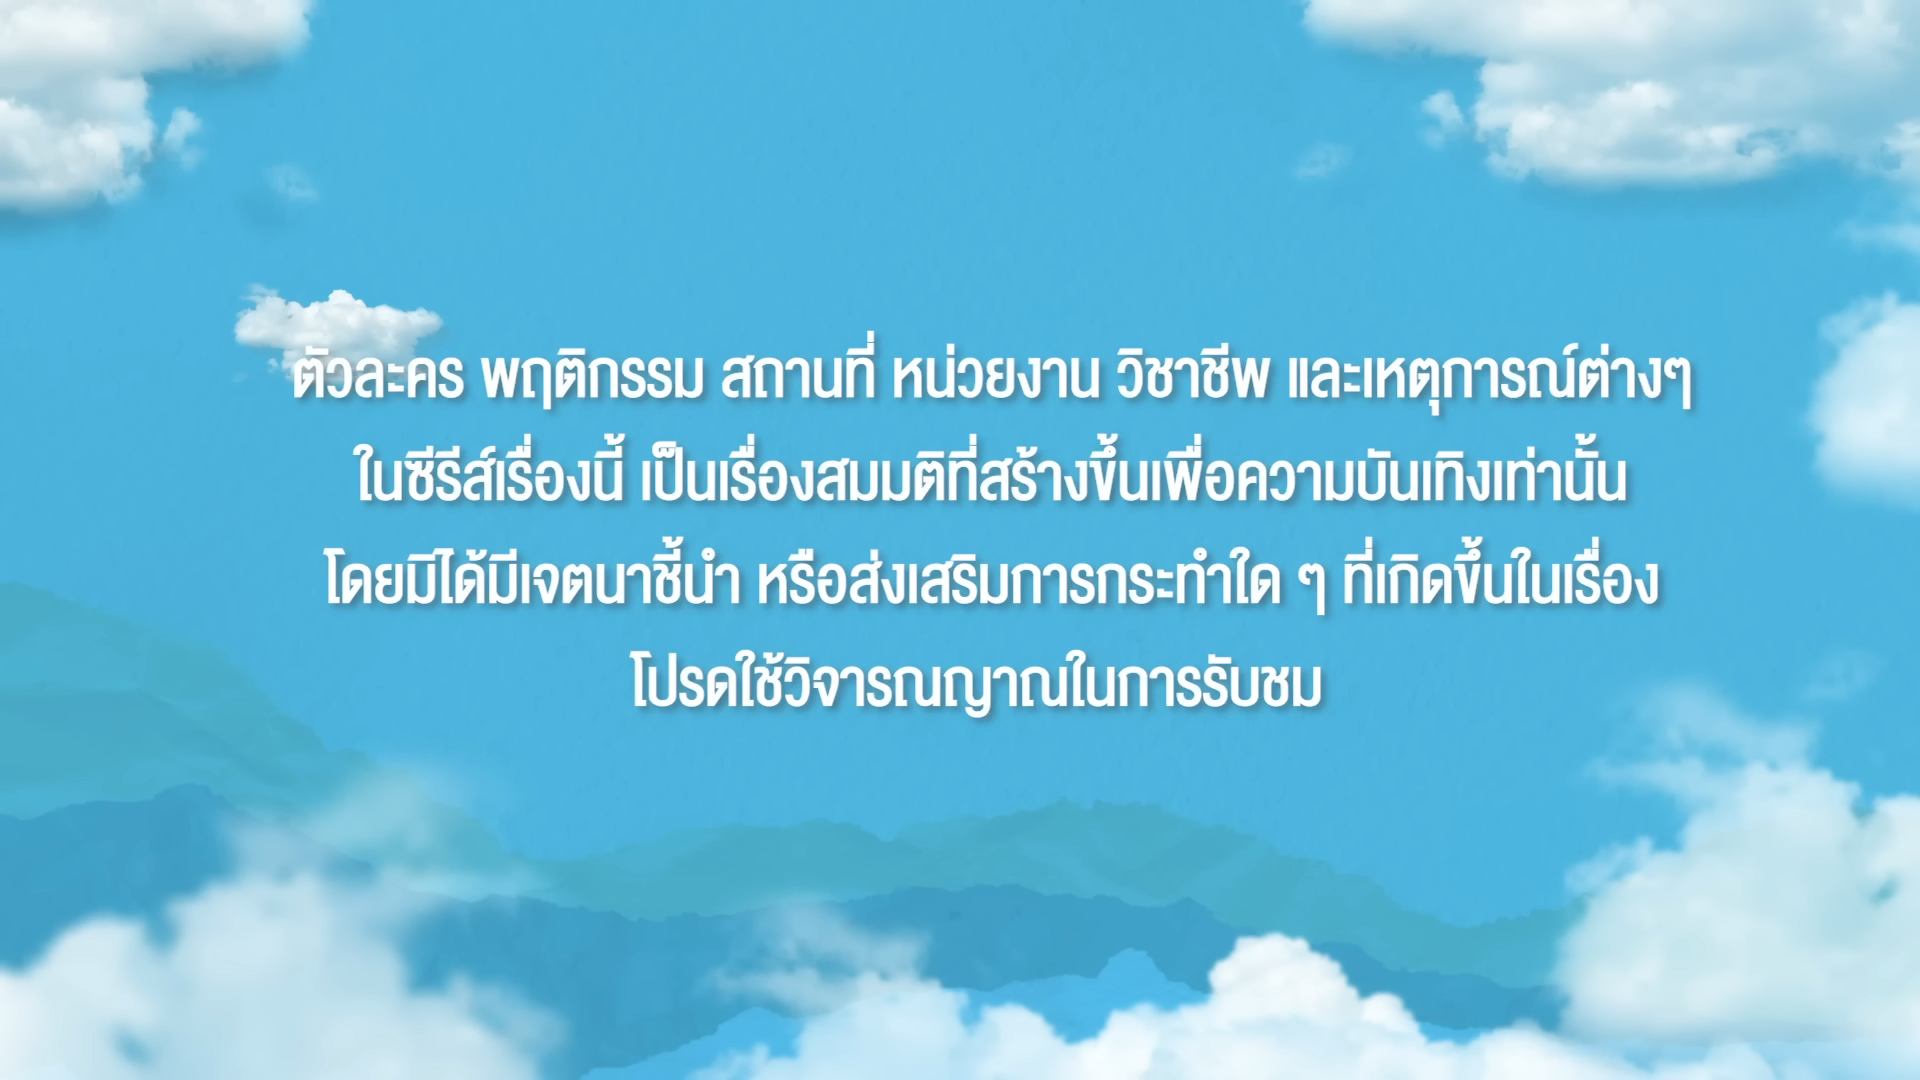 ตัวละคร พฤติกรรม สถานที่ หน่วยงาน วิชาชีพ และเหตุการณ์ต่างๆ
ในซีรีส์เรื่องนี้ เป็นเรื่องสมมติที่สร้างขึ้นเพื่อความบันเทิงเท่านั้น
โดยมิได้มีเจตนาชี้นำ หรือส่งเสริมการกระทำใด ๆ ที่เกิดขึ้นในเรื่อง
โปรดใช้วิจารณญาณในการรับชม